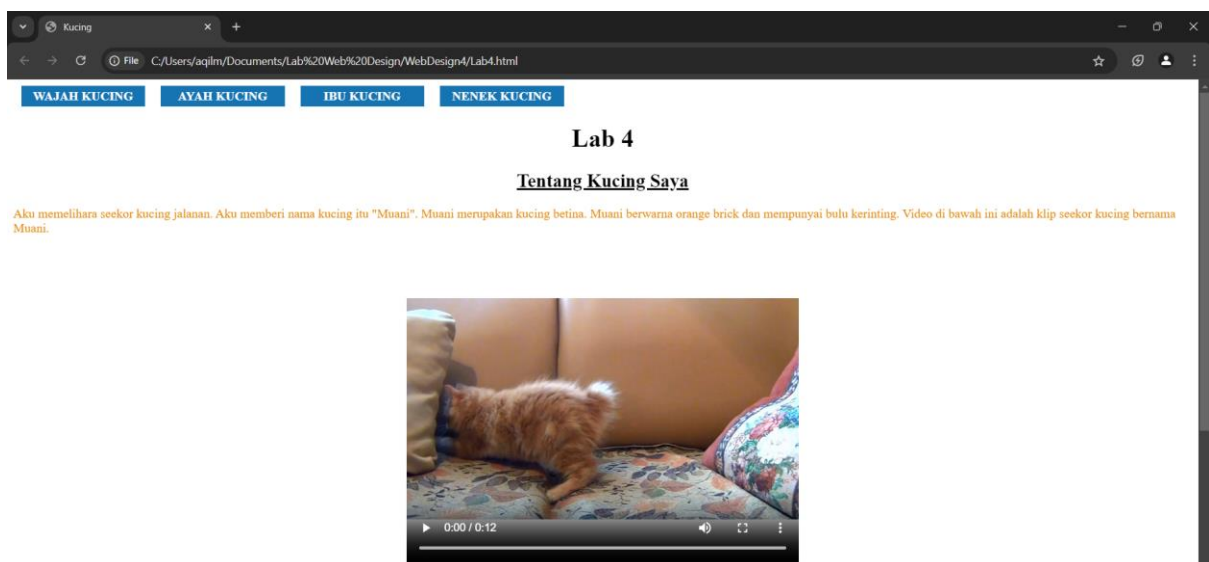 Kucing
File C:/Users/aqilm/Documents/Lab%20Web%20Design/WebDesign4/Lab4.html
WAJAH KUCING AYAH KUCING IBU KUCING NENEK KUCING
Lab 4
Tentang Kucing Saya
Aku memelihara seekor kucing jalanan. Aku memberi nama kucing itu "Muani". Muani merupakan kucing betina. Muani berwarna orange brick dan mempunyai bulu kerinting. Video di bawah ini adalah klip seekor kucing bernama
Muani.
0:00 / 0:12